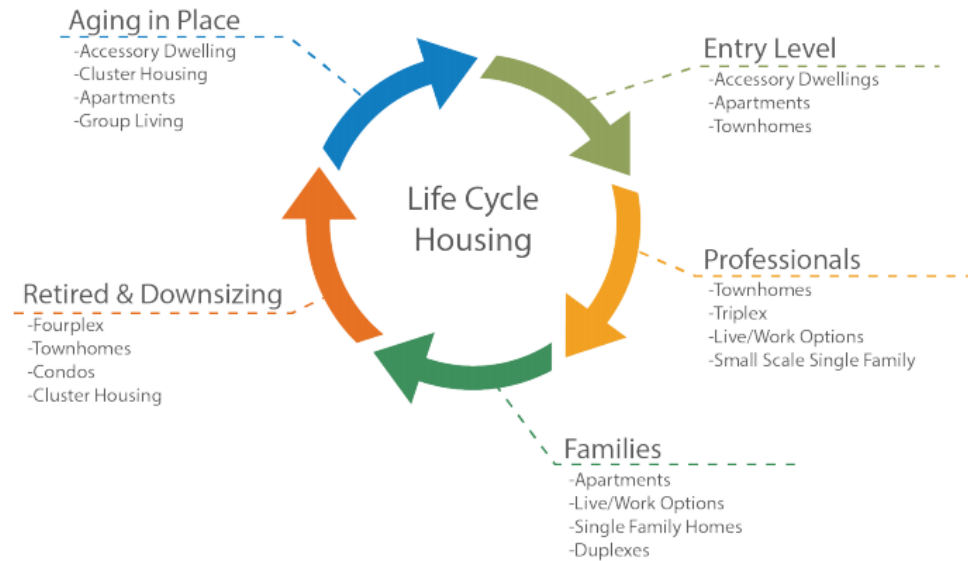 Life Cycle
Housing
Entry Level
-Accessory Dwellings
-Apartments
-Townhomes
Professionals
-Townhomes
-Triplex
-Live/Work Options
-Small Scale Single Family
Families
-Apartments
-Live/Work Options
-Single Family Homes
-Duplexes
Retired & Downsizing
-Fourplex
-Townhomes
-Condos
-Cluster Housing
Aging in Place
-Accessory Dwelling
-Cluster Housing
-Apartments
-Group Living